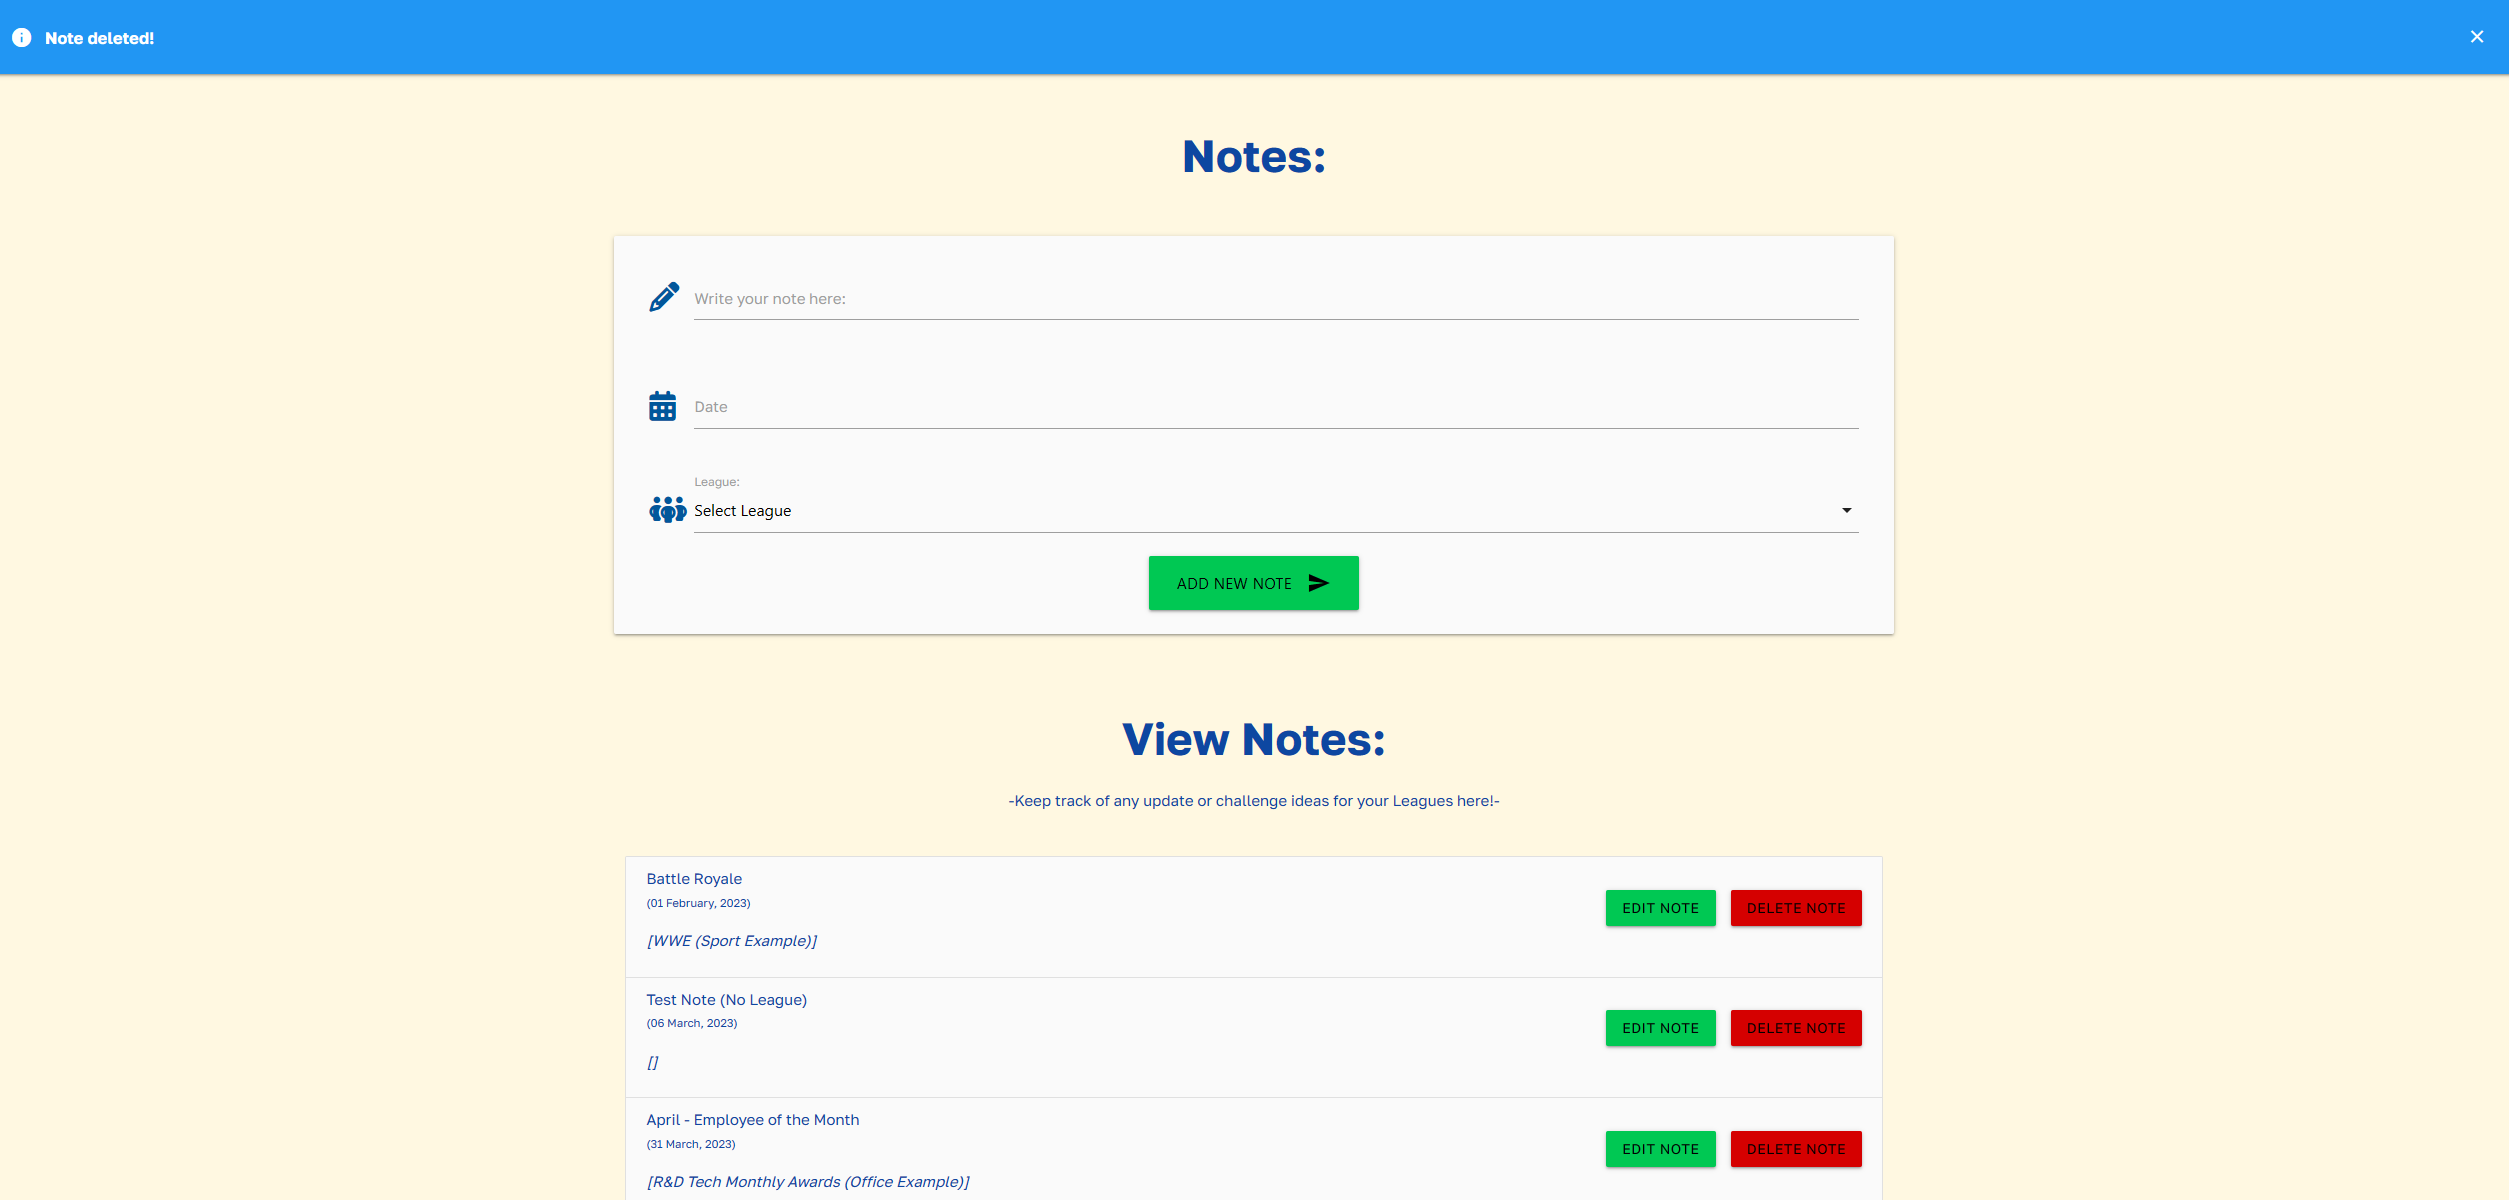 Note deleted!
Notes:
Write your note here:
Date
League:
Select League
ADD NEW NOTE
View Notes:
-Keep track of any update or challenge ideas for your Leagues here!-
Battle Royale
(01 February, 2023)
[WWE (Sport Example)]
EDIT NOTE
DELETE NOTE
Test Note (No League)
(06 March, 2023)
[]
EDIT NOTE
DELETE NOTE
April - Employee of the Month
(31 March, 2023)
[R&D Tech Monthly Awards (Office Example)]
EDIT NOTE
DELETE NOTE